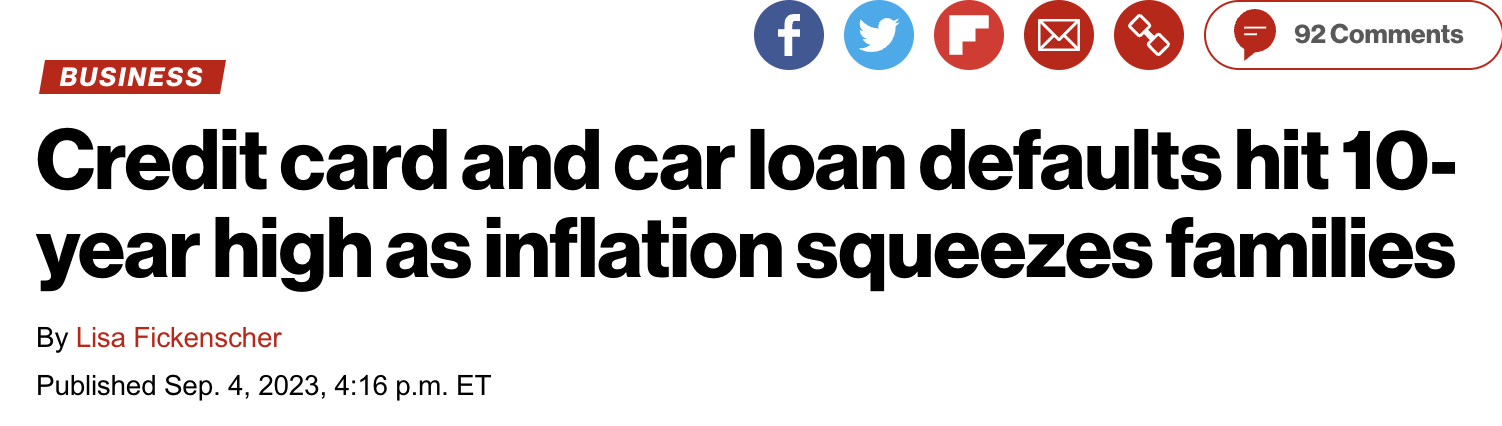 92 Comments
BUSINESS
Credit card and car loan defaults hit 10-
year high as inflation squeezes families
By Lisa Fickenscher
Published Sep. 4, 2023, 4:16 p.m. ET